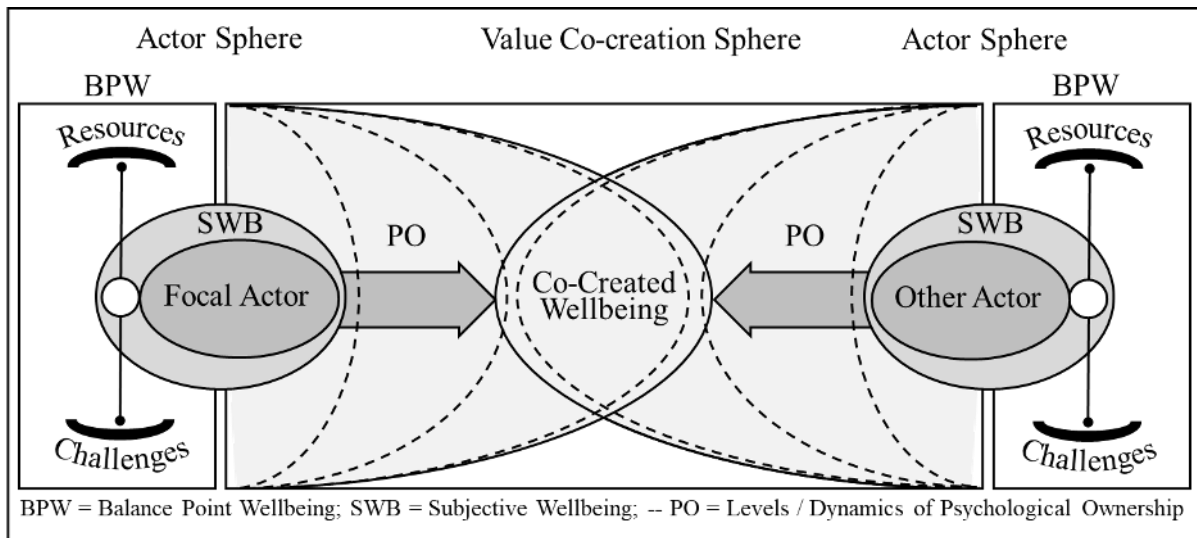 Actor Sphere
Value Co-creation Sphere
Actor Sphere
BPW
BPW
Resources
Resources
SWB
PO
PO
SWB
Focal Actor
Co-Created
Wellbeing
Other Actor
Challenges
Challenges
BPW = Balance Point Wellbeing; SWB = Subjective Wellbeing; -- PO = Levels / Dynamics of Psychological Ownership